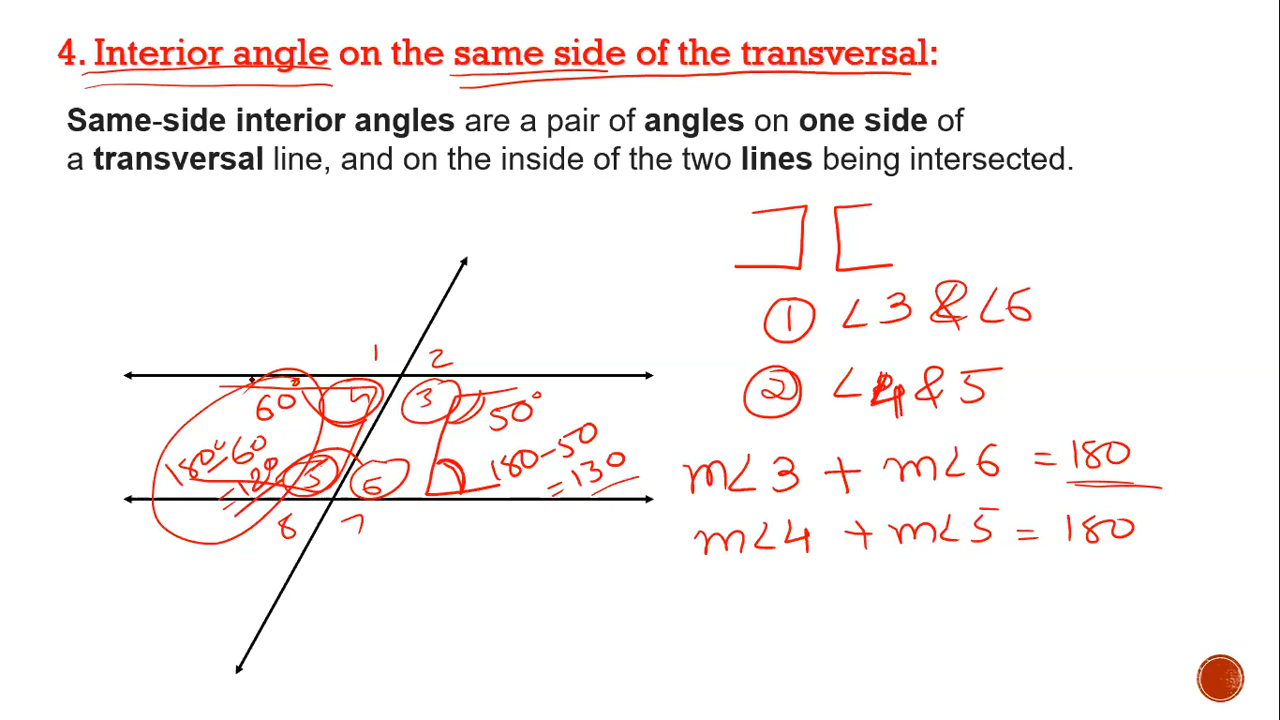 4. Interior angle on the same side of the transversal:
Same-side interior angles are a pair of angles on one side of
a transversal line, and on the inside of the two lines being intersected.
① ∠3 & ∠6
② ∠4 & 5
m∠3 + m∠6 = 180
m∠4 + m∠5 = 180
1 2
60° 4 3 50°
180°-60
=120°
5 6
180-50
=130
8 7